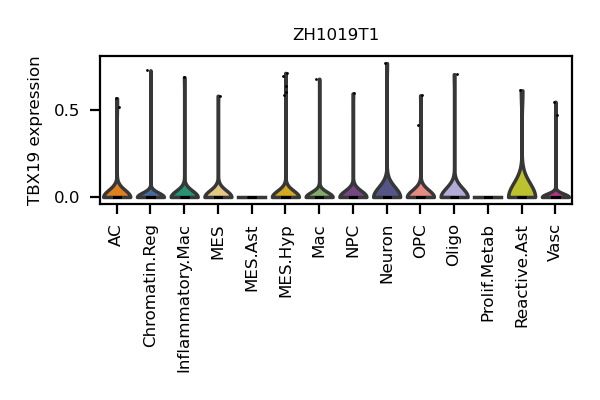 ZH1019T1
TBX19 expression
0.5
0.0
AC
Chromatin.Reg
Inflammatory.Mac
MES
MES.Ast
MES.Hyp
Mac
NPC
Neuron
OPC
Oligo
Prolif.Metab
Reactive.Ast
Vasc